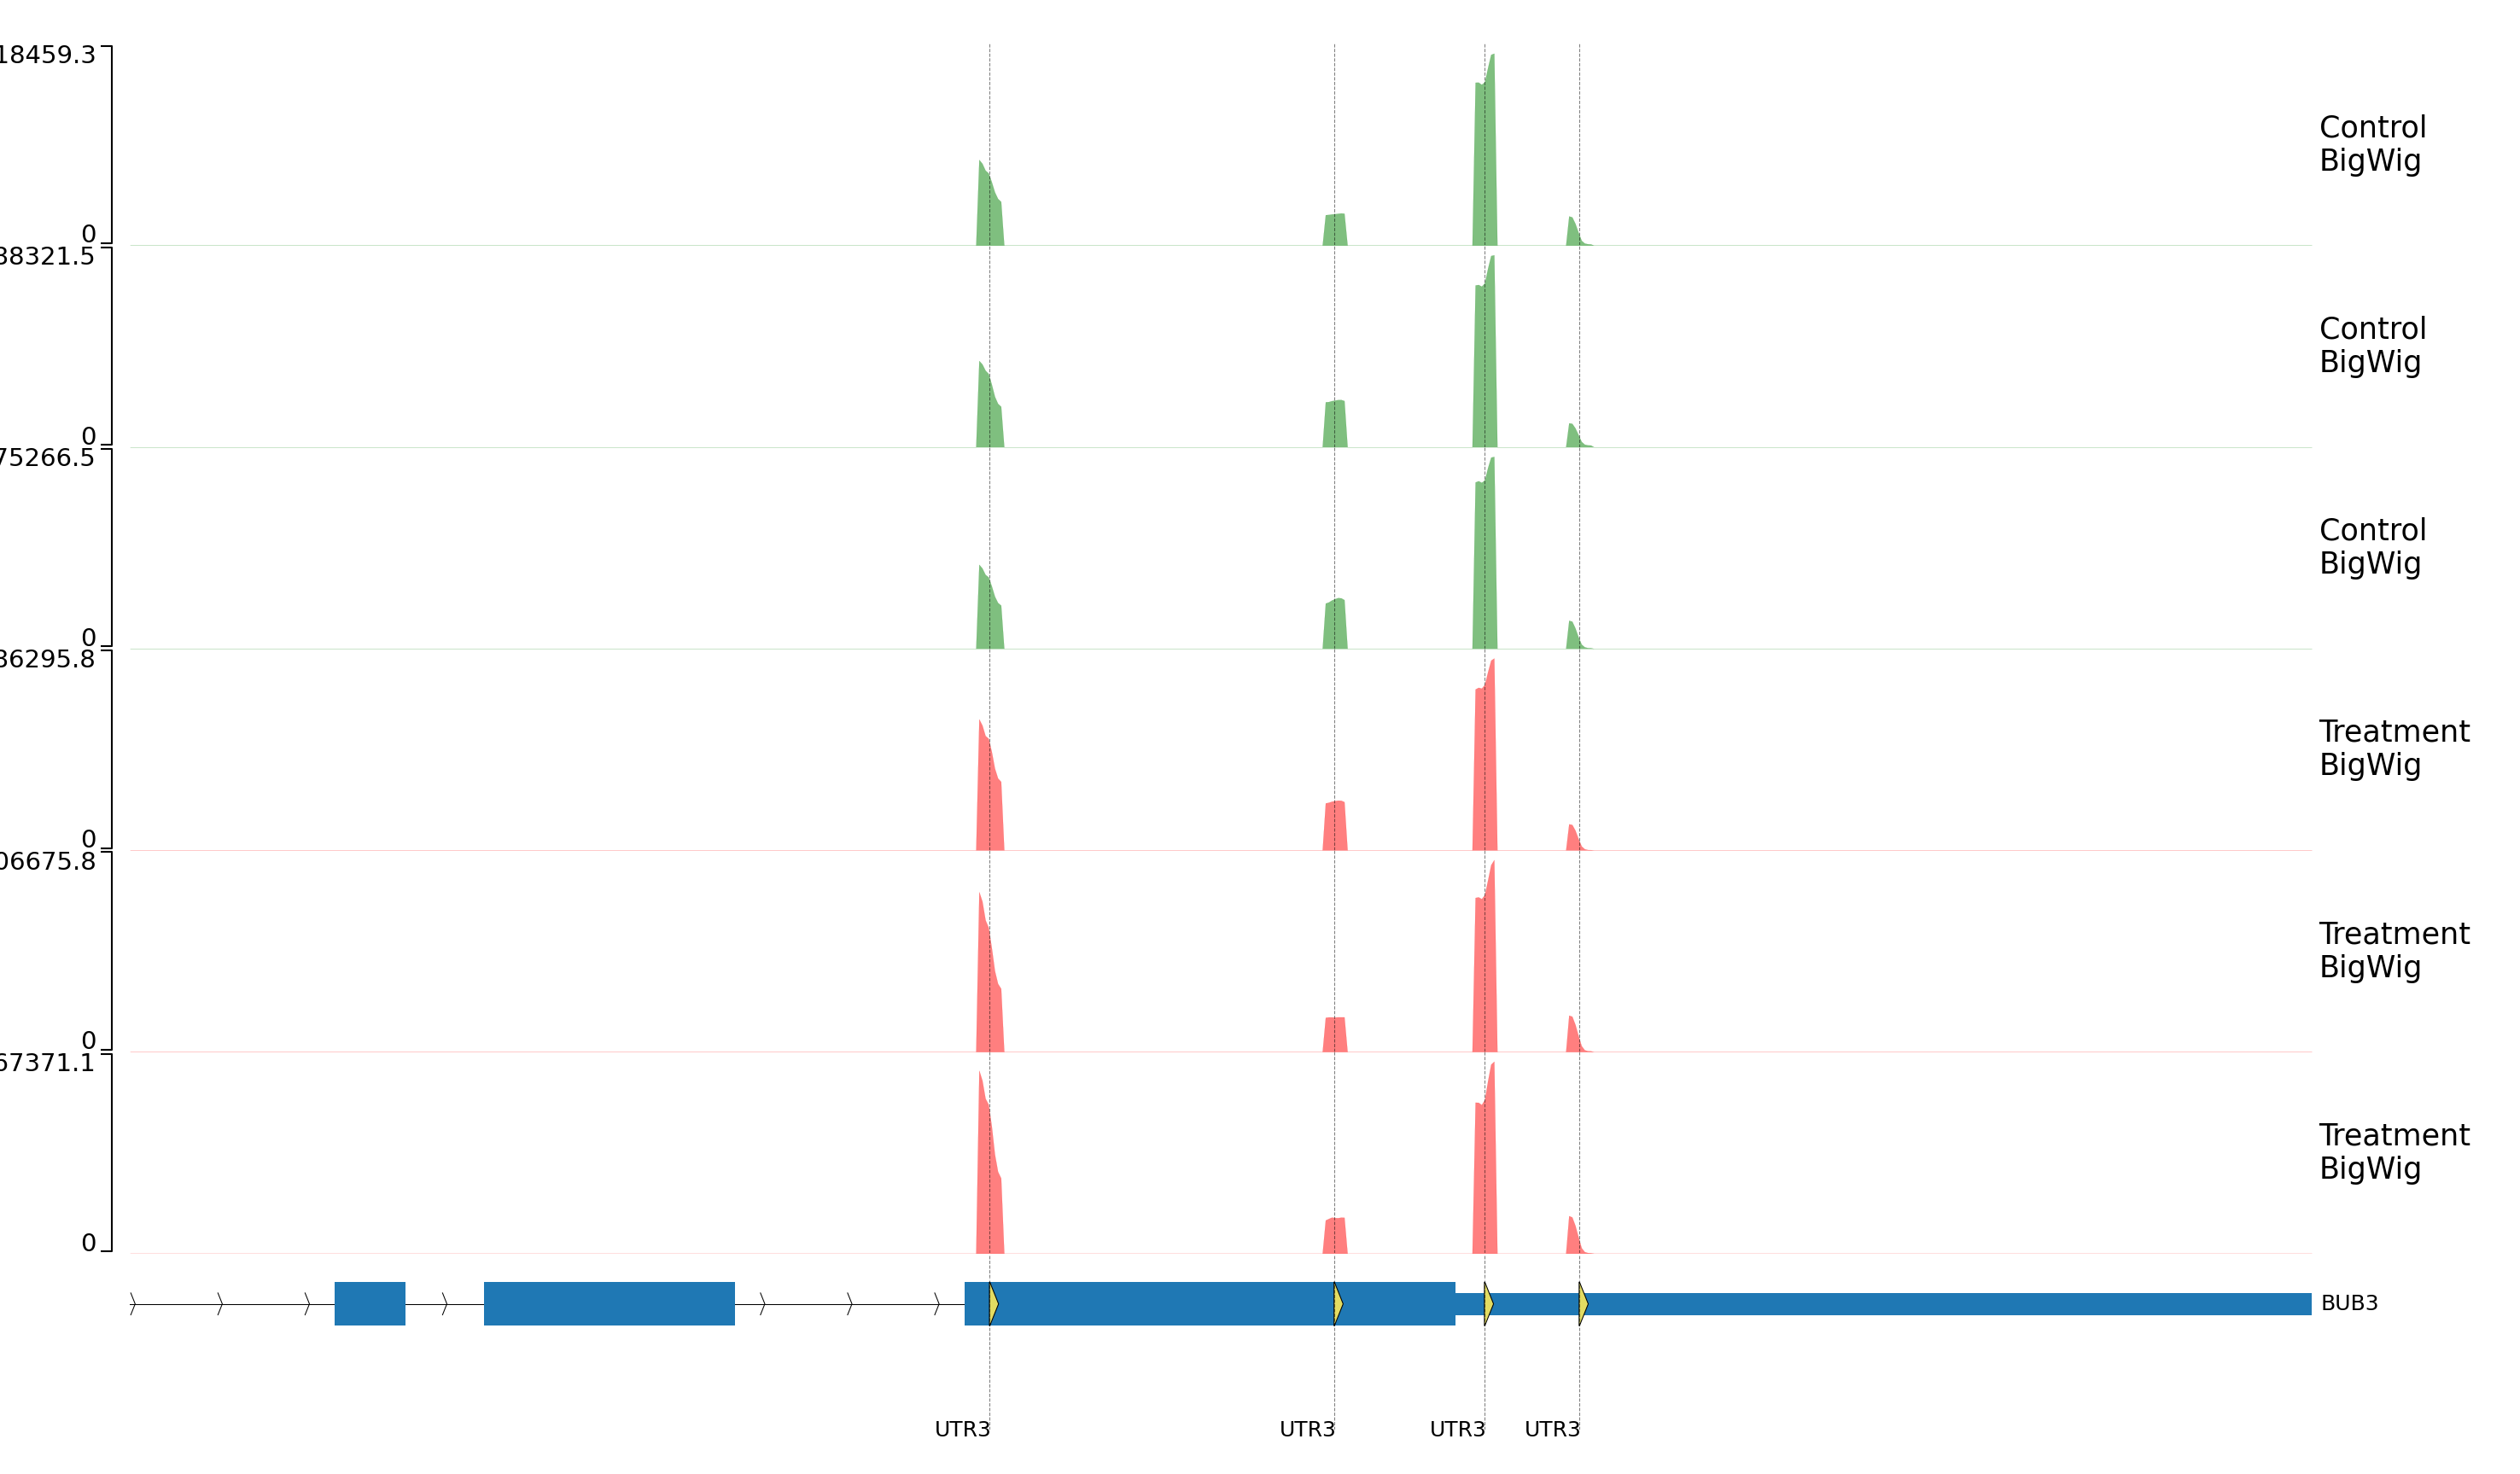 18459.3
0
Control
BigWig
38321.5
0
Control
BigWig
75266.5
0
Control
BigWig
36295.8
0
Treatment
BigWig
06675.8
0
Treatment
BigWig
67371.1
0
Treatment
BigWig
BUB3
UTR3 UTR3 UTR3 UTR3